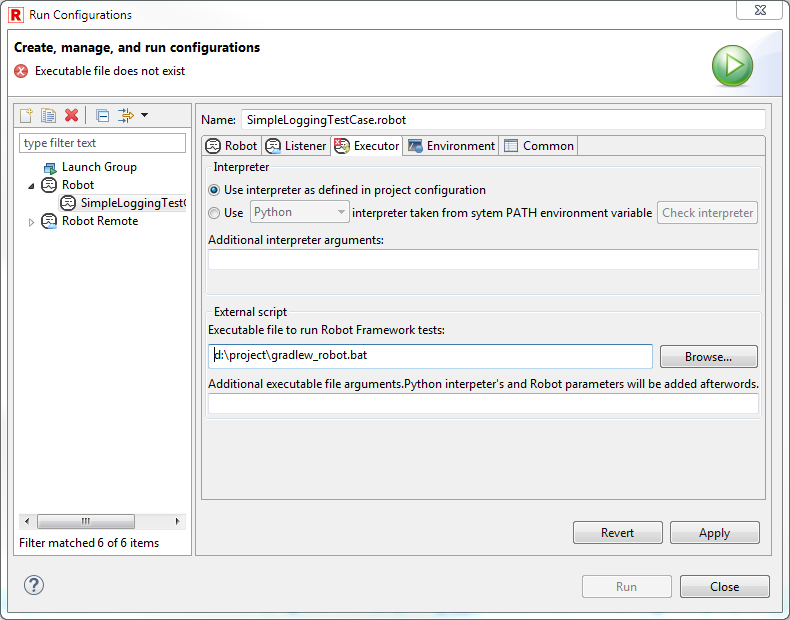 R Run Configurations
Create, manage, and run configurations
Executable file does not exist
type filter text
Launch Group
Robot
SimpleLoggingTest
Robot Remote
Filter matched 6 of 6 items
Name: SimpleLoggingTestCase.robot
Robot Listener Executor Environment Common
Interpreter
Use interpreter as defined in project configuration
Use Python interpreter taken from sytem PATH environment variable Check interpreter
Additional interpreter arguments:
External script
Executable file to run Robot Framework tests:
d:\project\gradlew_robot.bat Browse...
Additional executable file arguments.Python interpeter's and Robot parameters will be added afterwords.
Revert Apply
? Run Close